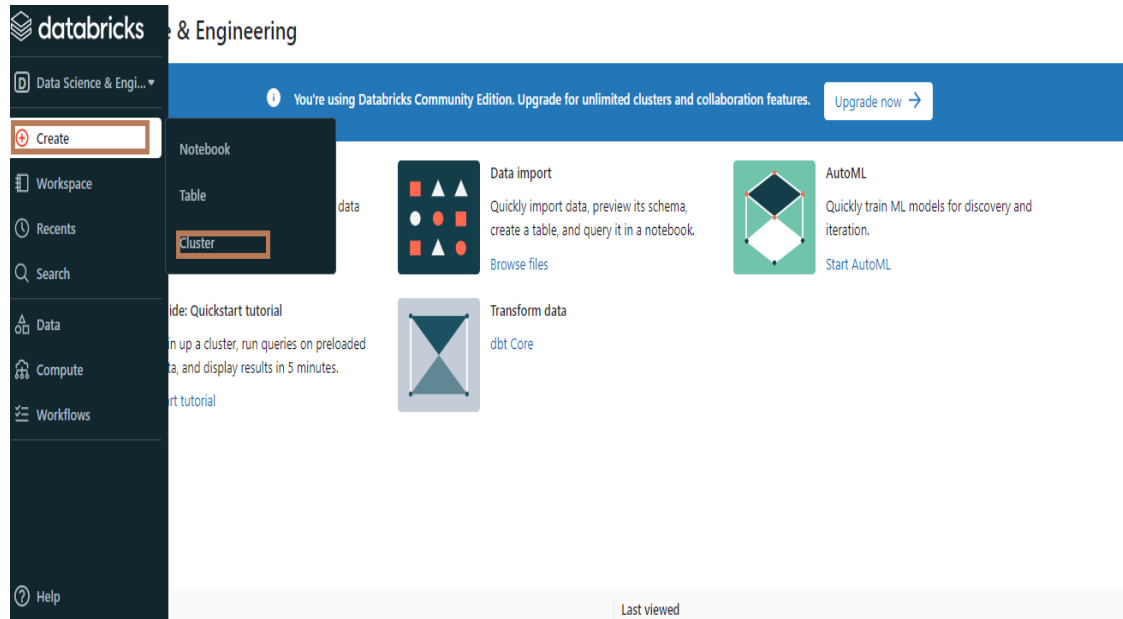 databricks
& Engineering
D Data Science & Engi...
You're using Databricks Community Edition. Upgrade for unlimited clusters and collaboration features.
Upgrade now →
Create
Workspace
Recents
Search
Data
Compute
Workflows
Help
Notebook
Table
Cluster
data
Data import
Quickly import data, preview its schema,
create a table, and query it in a notebook.
Browse files
AutoML
Quickly train ML models for discovery and
iteration.
Start AutoML
ide: Quickstart tutorial
in up a cluster, run queries on preloaded
ta, and display results in 5 minutes.
rt tutorial
Transform data
dbt Core
Last viewed